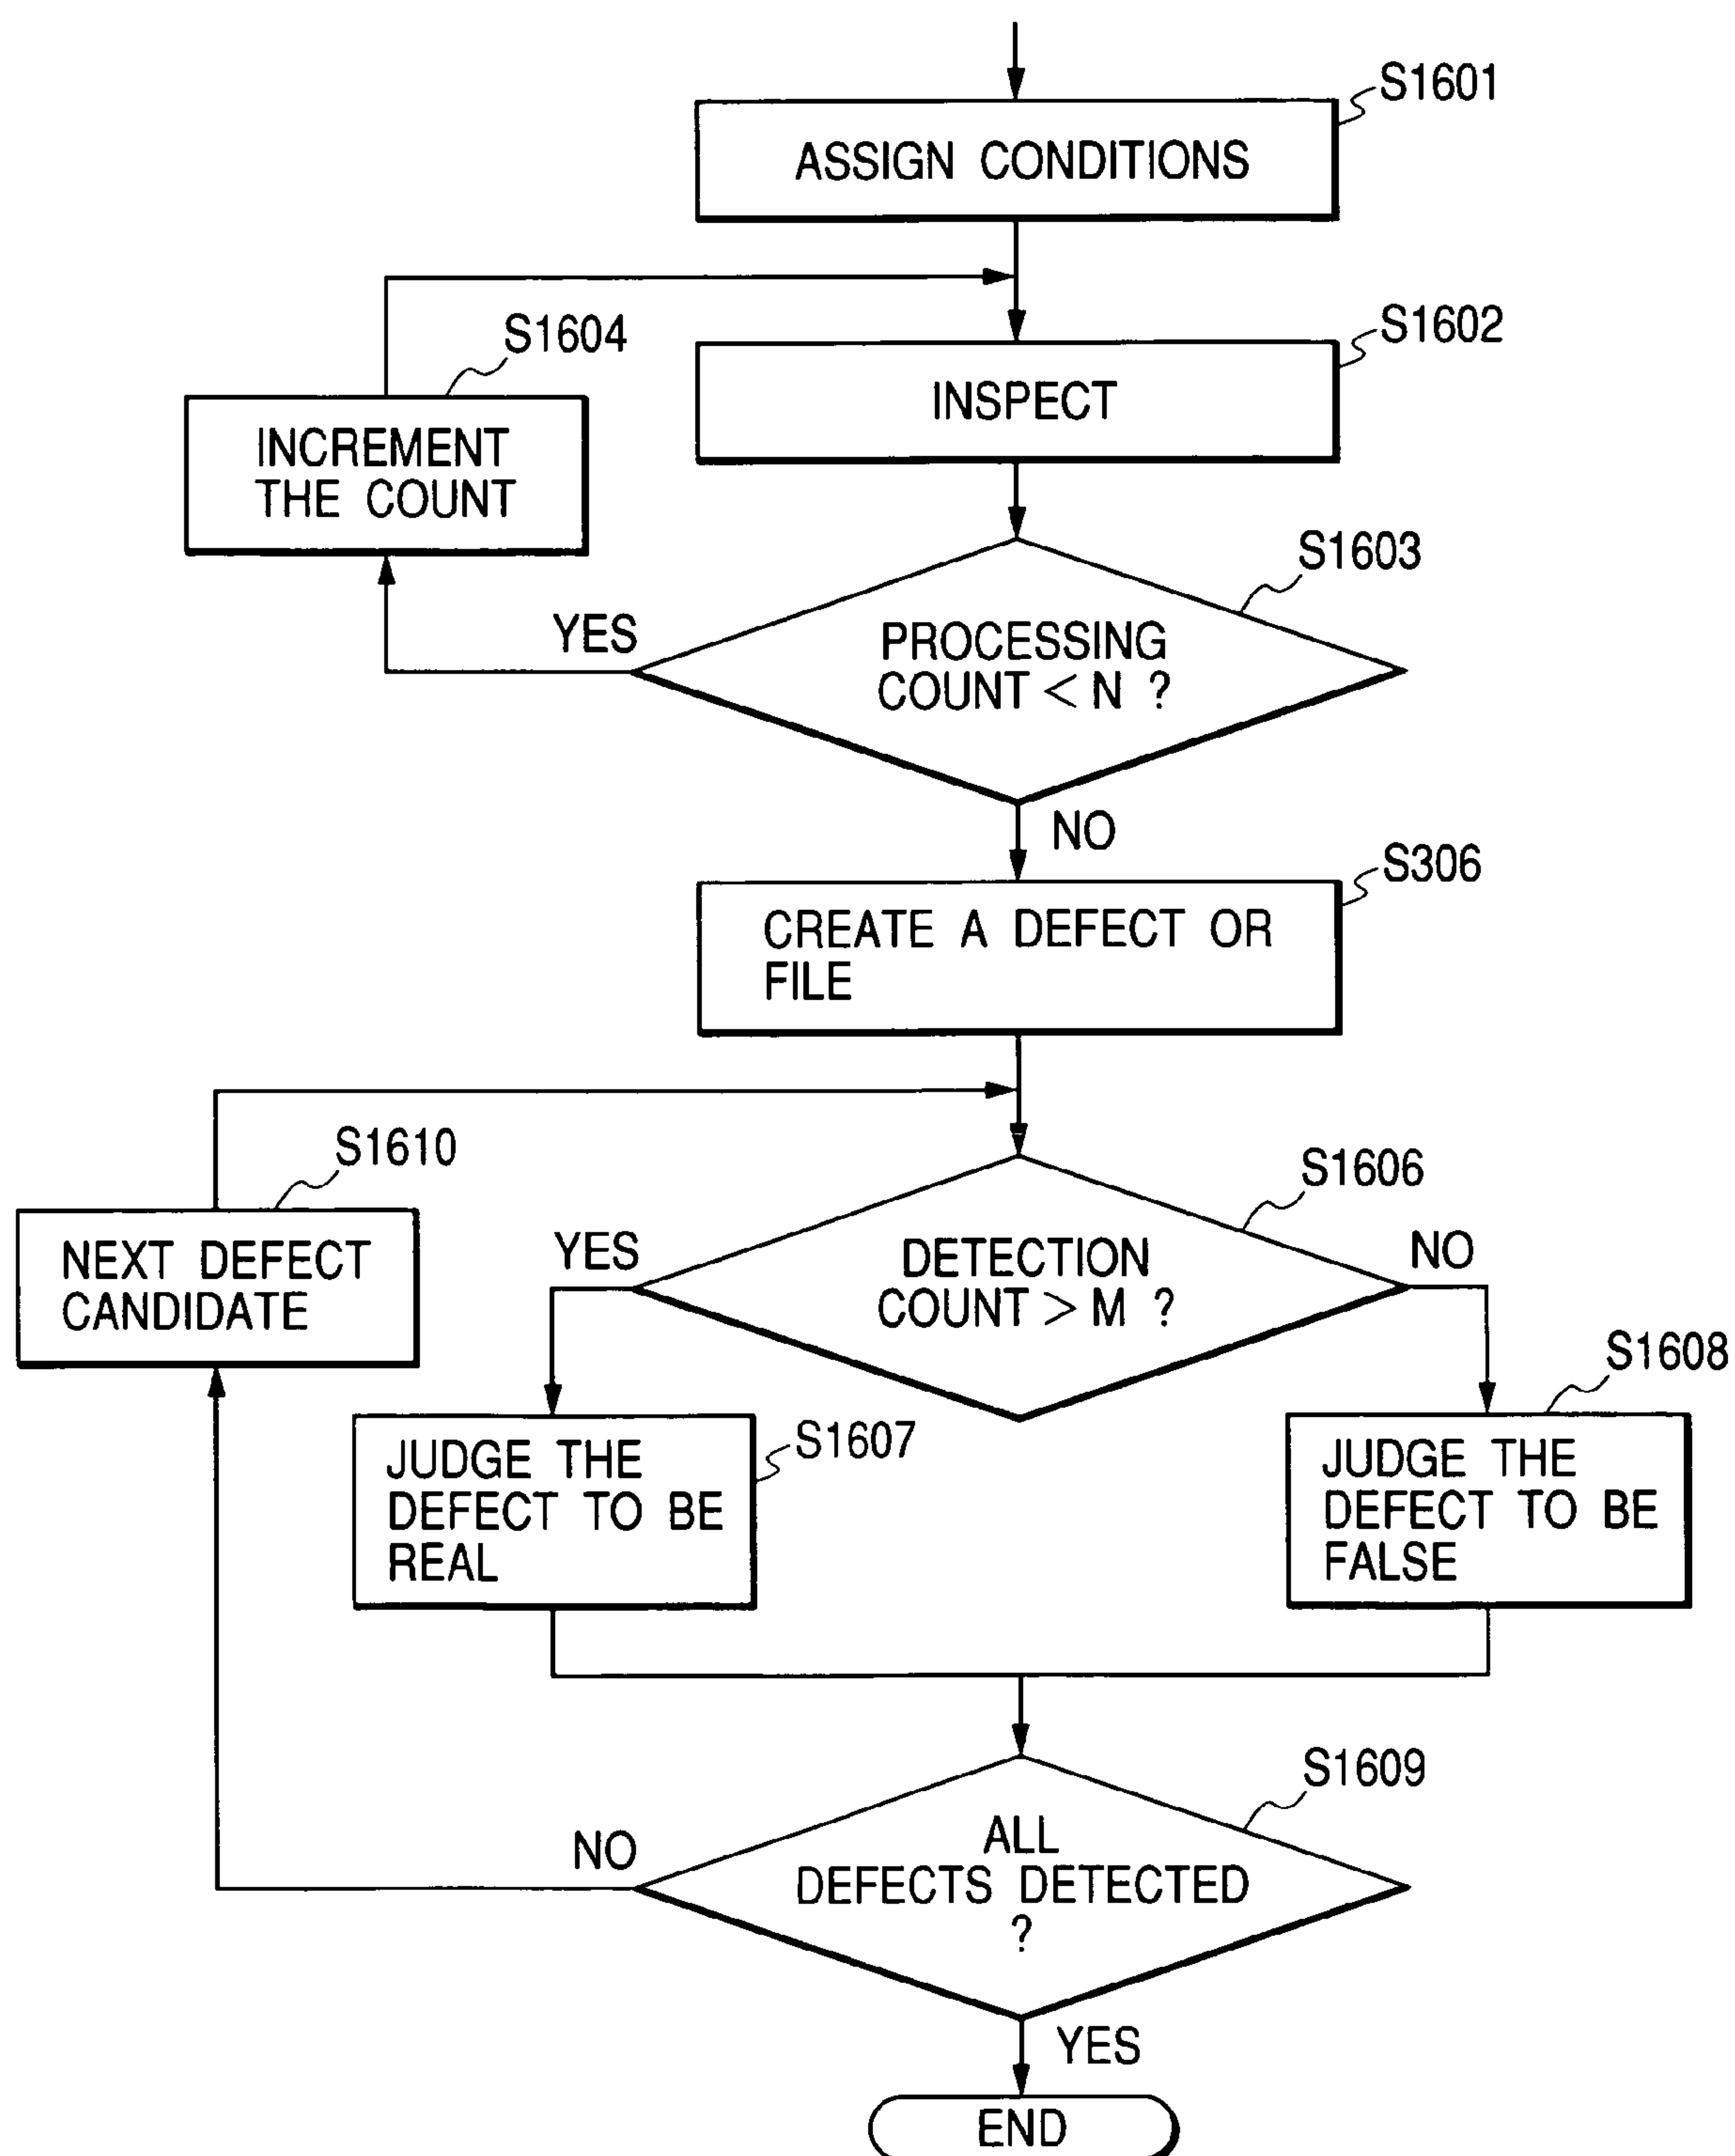 S1601
ASSIGN CONDITIONS
S1604
S1602
INCREMENT
THE COUNT
INSPECT
S1603
YES
PROCESSING
COUNT < N ?
NO
S306
CREATE A DEFECT OR
FILE
S1610
S1606
NEXT DEFECT
CANDIDATE
YES
DETECTION
COUNT > M ?
NO
S1608
S1607
JUDGE THE
DEFECT TO BE
REAL
JUDGE THE
DEFECT TO BE
FALSE
S1609
NO
ALL
DEFECTS DETECTED
?
YES
END